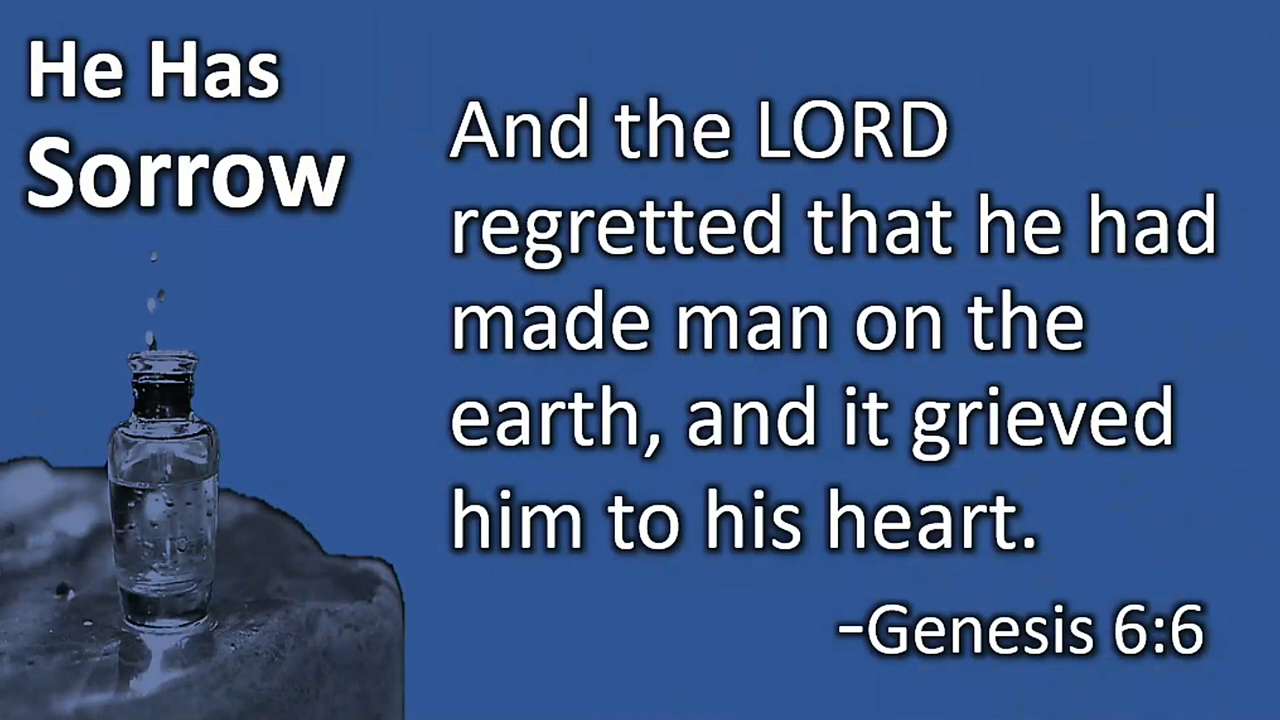 He Has
Sorrow
And the LORD
regretted that he had
made man on the
earth, and it grieved
him to his heart.
-Genesis 6:6